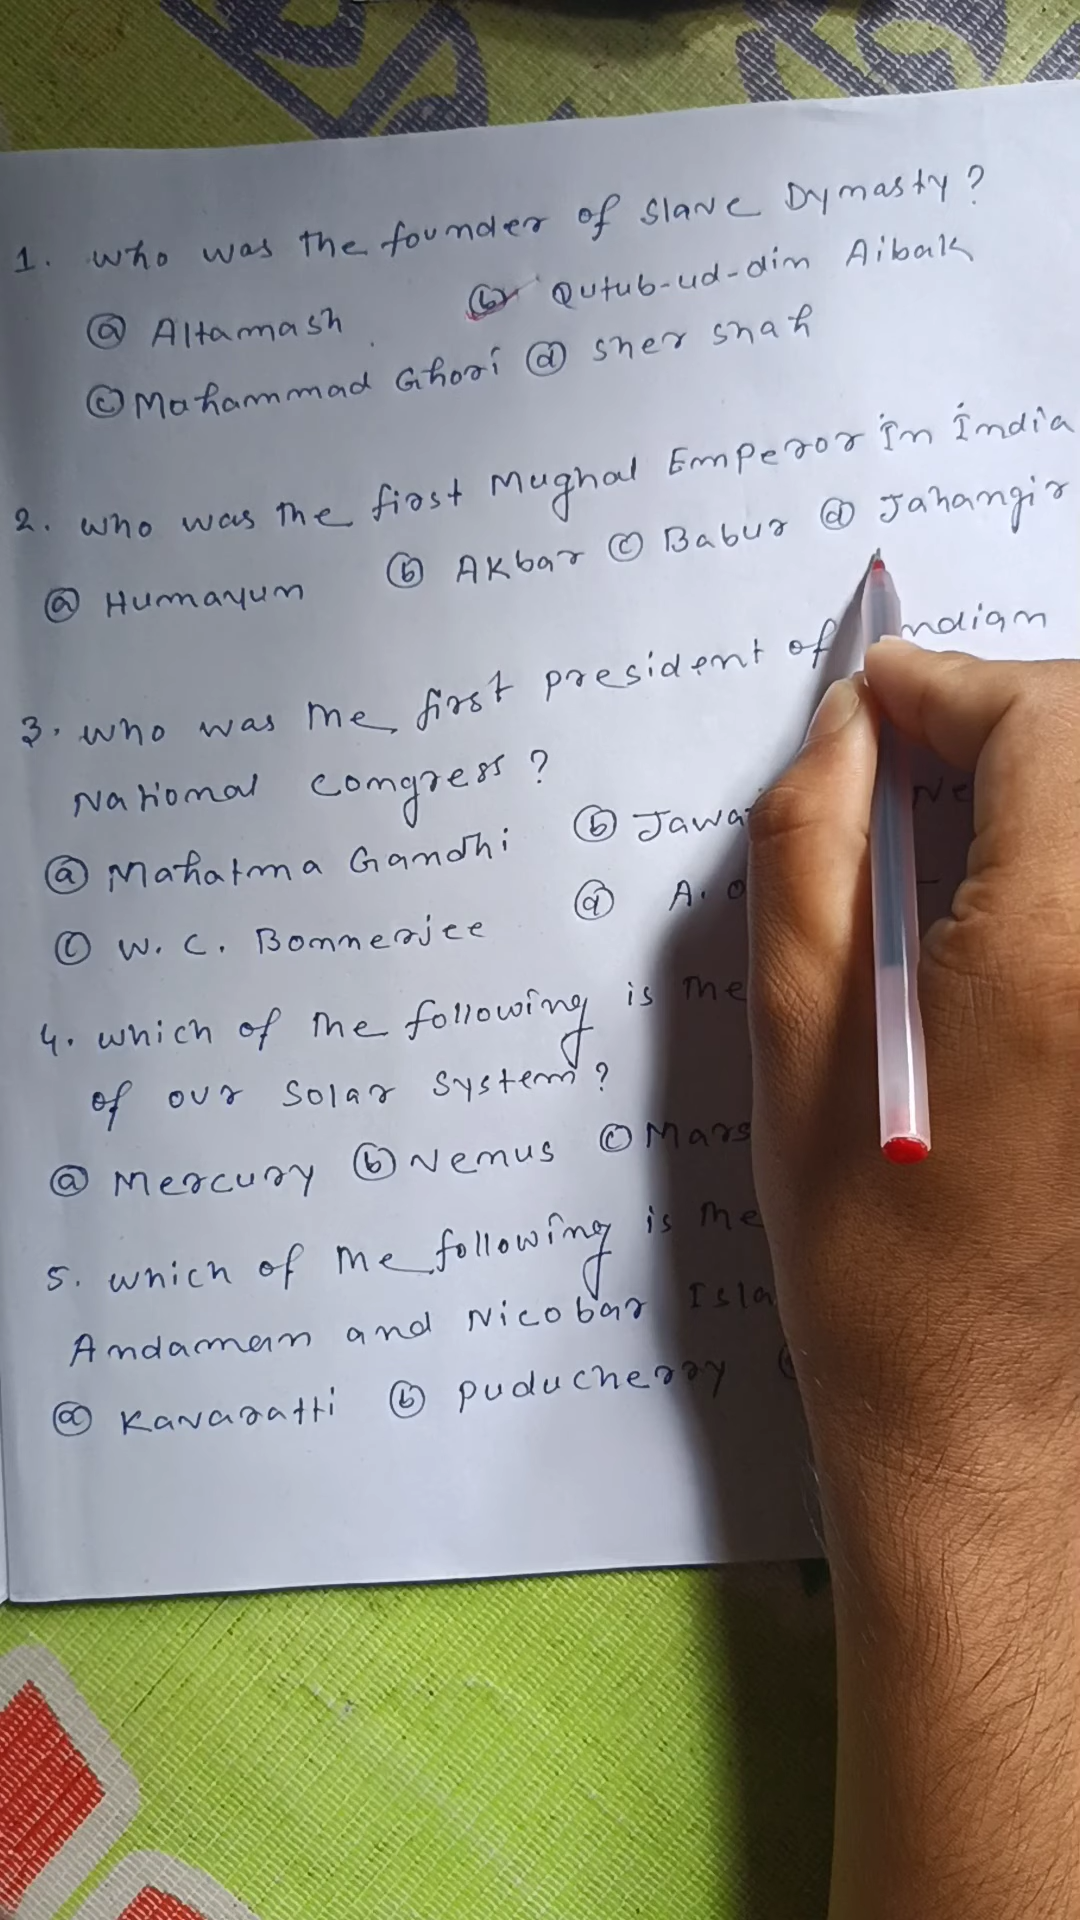 1. Who was the founder of Slave Dynasty?
(a) Altamash (b) Qutub-ud-din Aibak
(c) Mohammad Ghori (d) Sher Shah
2. Who was the first Mughal Emperor in India
(a) Humayun (b) Akbar (c) Babur (d) Jahangir
3. Who was the first president of Indian
National Congress?
(a) Mahatma Gandhi (b)
(c) W. C. Bonnerjee (d) A. O
4. Which of the following is the
of our Solar System?
(a) Mercury (b) Venus (c) Mars
5. Which of the following is the
Andaman and Nicobar
(a) Kavaratti (b) Puducherry